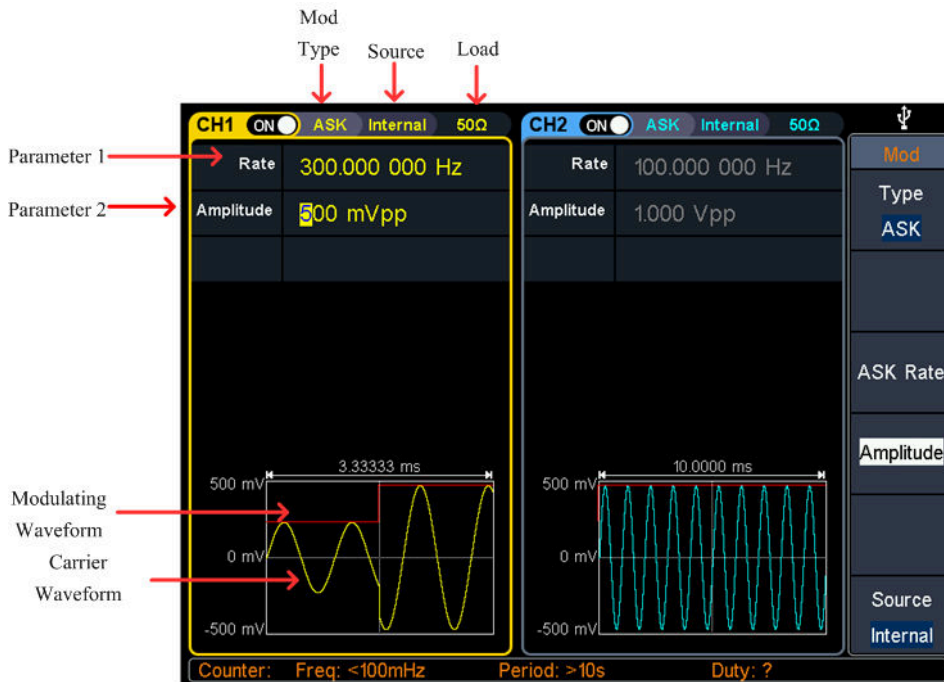 Mod
Type
Source
Load
CH1 ON ASK Internal 50Ω
CH2 ON ASK Internal 50Ω
Parameter 1
Rate 300.000 000 Hz
Rate 100.000 000 Hz
Mod
Parameter 2
Amplitude 500 mVpp
Amplitude 1.000 Vpp
Type
ASK
ASK Rate
Amplitude
3.33333 ms
10.0000 ms
500 mV
500 mV
Modulating
Waveform
0 mV
0 mV
Carrier
Waveform
-500 mV
-500 mV
Source
Internal
Counter: Freq: <100mHz Period: >10s Duty: ?